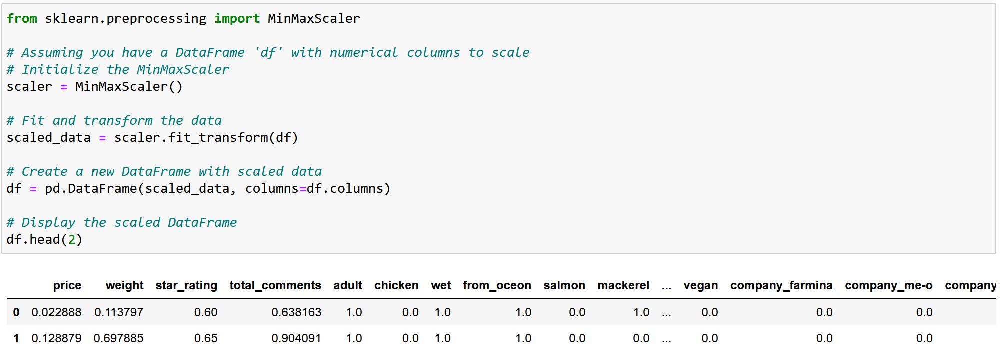 from sklearn.preprocessing import MinMaxScaler
# Assuming you have a DataFrame 'df' with numerical columns to scale
# Initialize the MinMaxScaler
scaler = MinMaxScaler()
# Fit and transform the data
scaled_data = scaler.fit_transform(df)
# Create a new DataFrame with scaled data
df = pd.DataFrame(scaled_data, columns=df.columns)
# Display the scaled DataFrame
df.head(2)
price weight star_rating total_comments adult chicken wet from_oceon salmon mackerel ... vegan company_farmina company_me-o company
0 0.022888 0.113797 0.60 0.638163 1.0 0.0 1.0 1.0 0.0 1.0 ... 0.0 0.0 0.0
1 0.128879 0.697885 0.65 0.904091 1.0 0.0 1.0 1.0 0.0 0.0 ... 0.0 0.0 0.0